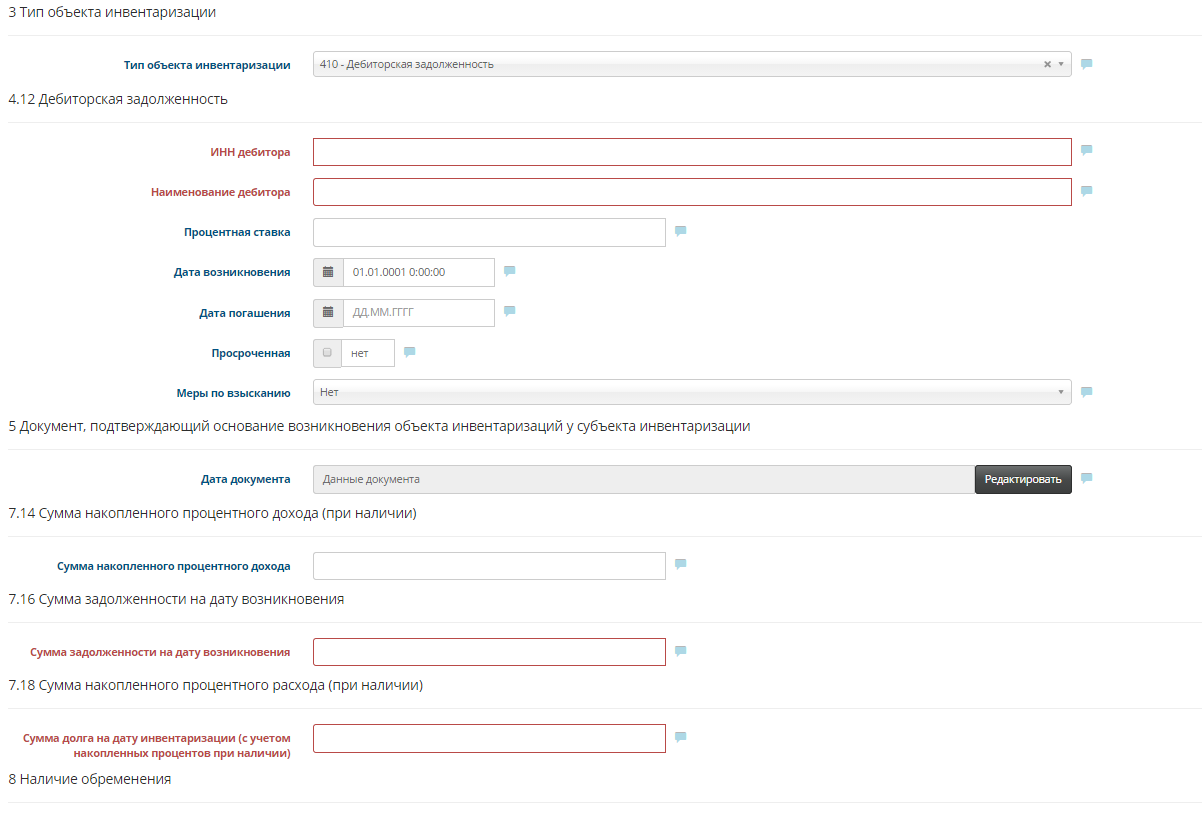 3 Тип объекта инвентаризации
Тип объекта инвентаризации
410 - Дебиторская задолженность
4.12 Дебиторская задолженность
ИНН дебитора
Наименование дебитора
Процентная ставка
Дата возникновения
01.01.0001 0:00:00
Дата погашения
ДД.ММ.ГГГГ
Просроченная
нет
Меры по взысканию
Нет
5 Документ, подтверждающий основание возникновения объекта инвентаризаций у субъекта инвентаризации
Дата документа
Данные документа
Редактировать
7.14 Сумма накопленного процентного дохода (при наличии)
Сумма накопленного процентного дохода
7.16 Сумма задолженности на дату возникновения
Сумма задолженности на дату возникновения
7.18 Сумма накопленного процентного расхода (при наличии)
Сумма долга на дату инвентаризации (с учетом
накопленных процентов при наличии)
8 Наличие обременения